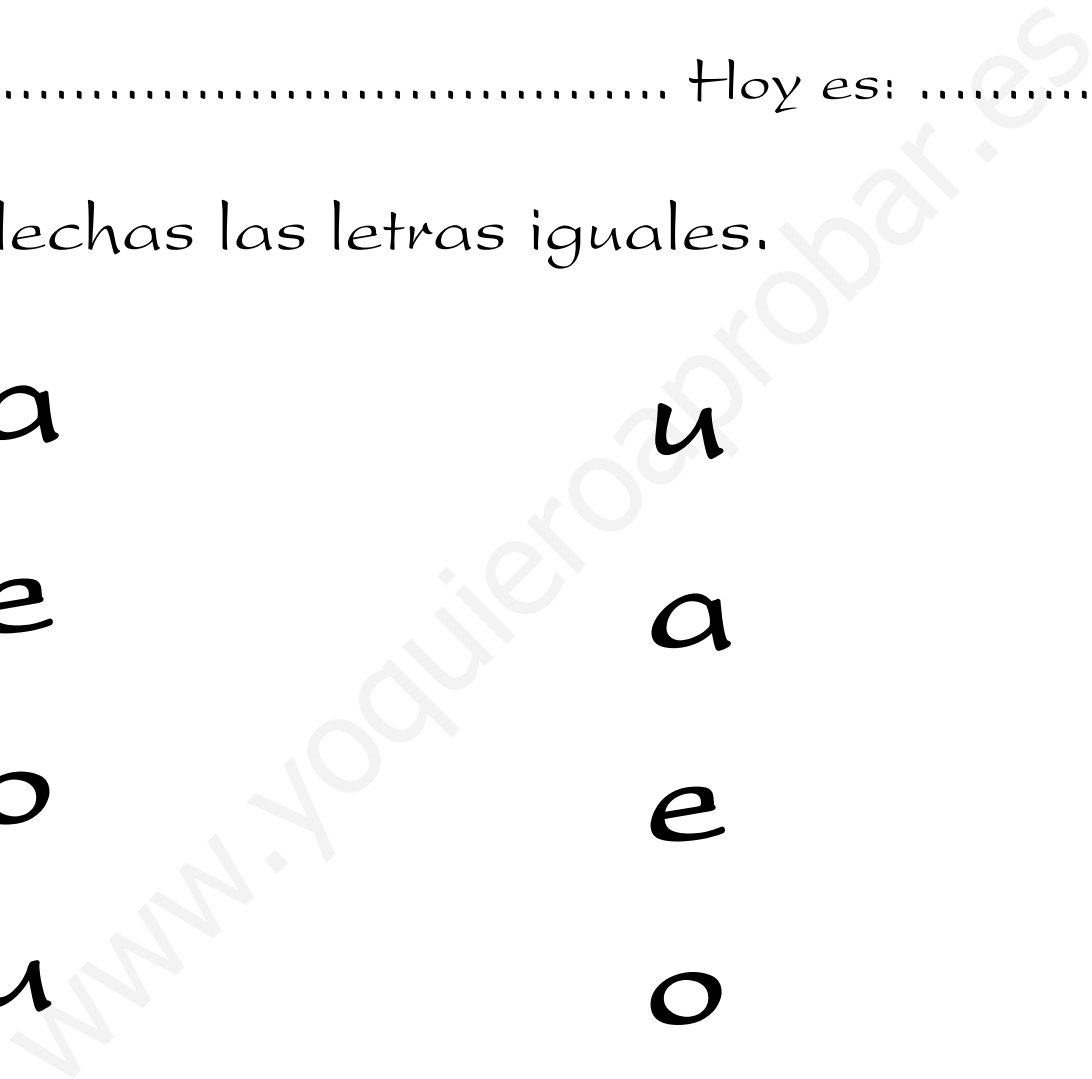 ........................................ Hoy es: ..........
lechas las letras iguales.
a u
e a
o e
u o
www.yoquieroaprobar.es